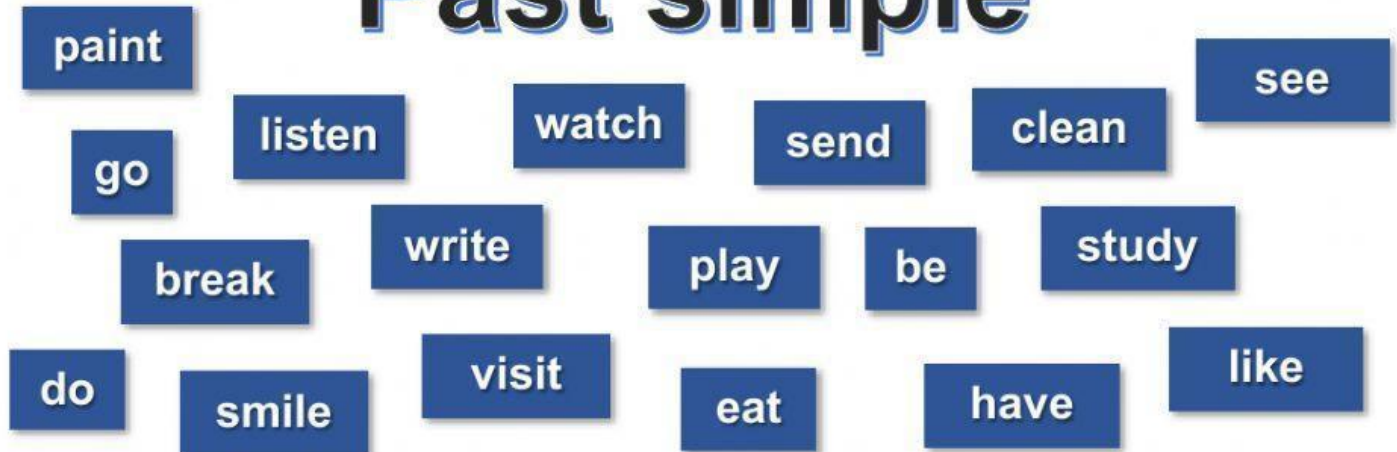 Past simple
paint
see
listen
watch
send
clean
go
write
play
be
study
break
do
smile
visit
eat
have
like